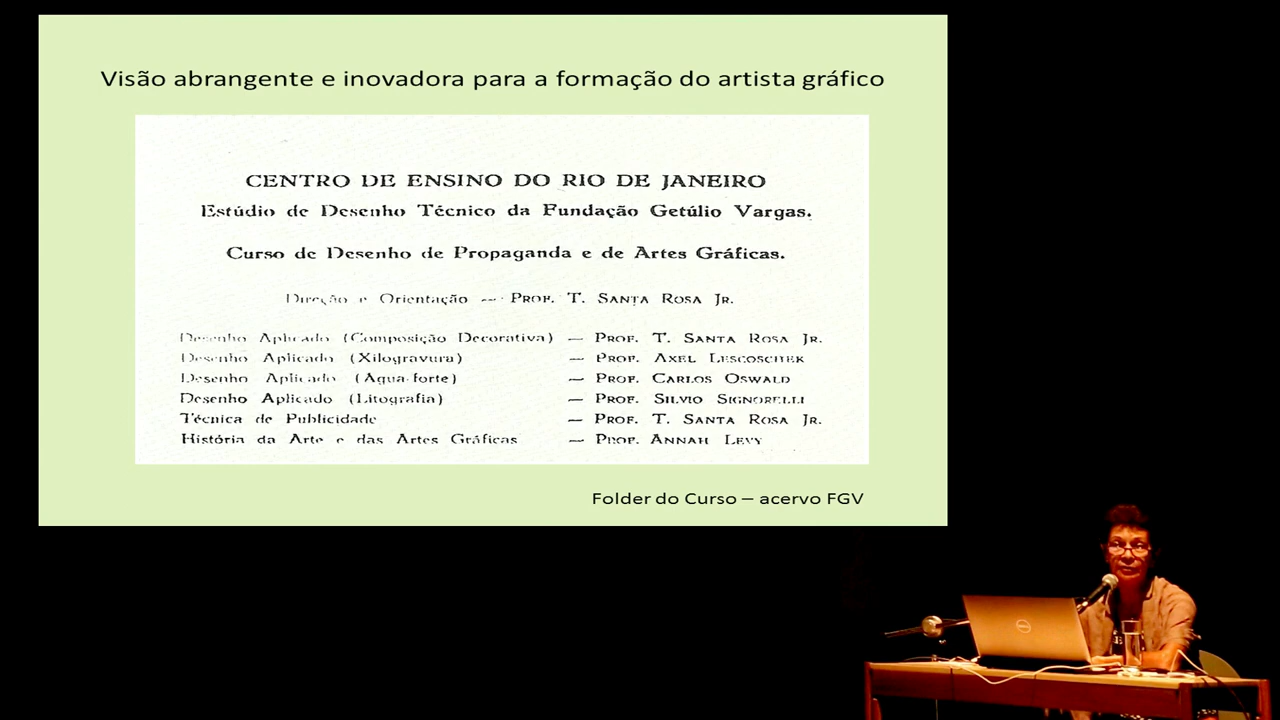 Visão abrangente e inovadora para a formação do artista gráfico
CENTRO DE ENSINO DO RIO DE JANEIRO
Estúdio de Desenho Técnico da Fundação Getúlio Vargas.
Curso de Desenho de Propaganda e de Artes Gráficas.
Direção e Orientação — PROF. T. SANTA ROSA JR.
Desenho Aplicado (Composição Decorativa) — PROF. T. SANTA ROSA JR.
Desenho Aplicado (Xilogravura) — PROF. AXEL LESCOSCHEK
Desenho Aplicado (Água-forte) — PROF. CARLOS OSWALD
Desenho Aplicado (Litografia) — PROF. SILVIO SIGNORELLI
Técnica de Publicidade — PROF. T. SANTA ROSA JR.
História da Arte e das Artes Gráficas — PROF. ANNAH LEVY
Folder do Curso – acervo FGV